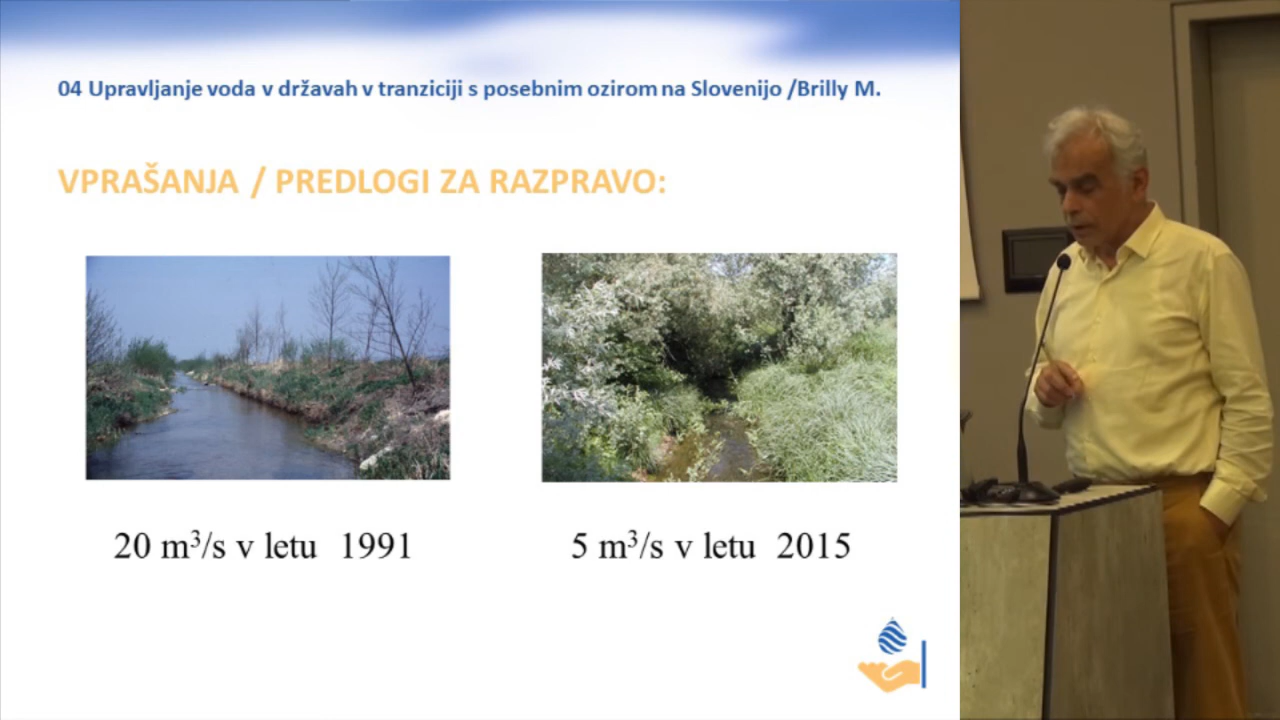 04 Upravljanje voda v državah v tranziciji s posebnim ozirom na Slovenijo /Brilly M.
VPRAŠANJA / PREDLOGI ZA RAZPRAVO:
20 m³/s v letu 1991
5 m³/s v letu 2015